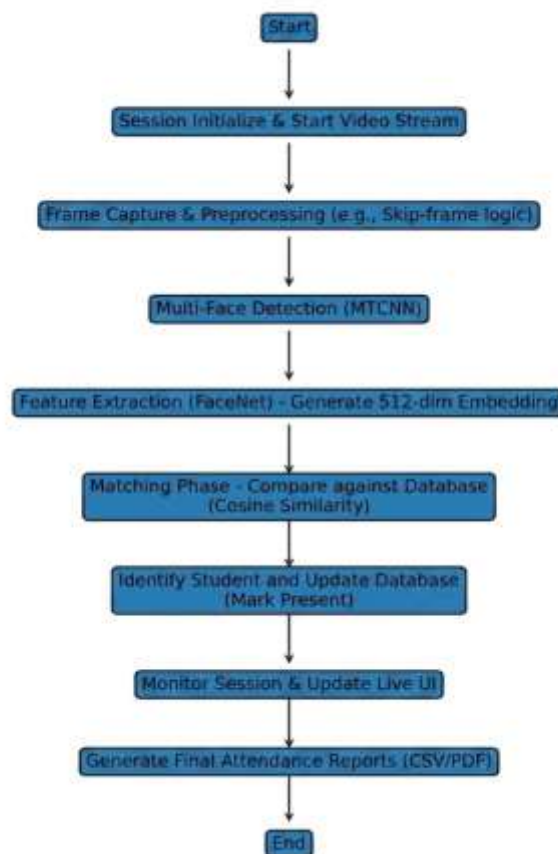 Start
Session Initialize & Start Video Stream
Frame Capture & Preprocessing (e.g., Skip-frame logic)
Multi-Face Detection (MTCNN)
Feature Extraction (FaceNet) - Generate 512-dim Embedding
Matching Phase - Compare against Database
(Cosine Similarity)
Identify Student and Update Database
(Mark Present)
Monitor Session & Update Live UI
Generate Final Attendance Reports (CSV/PDF)
End